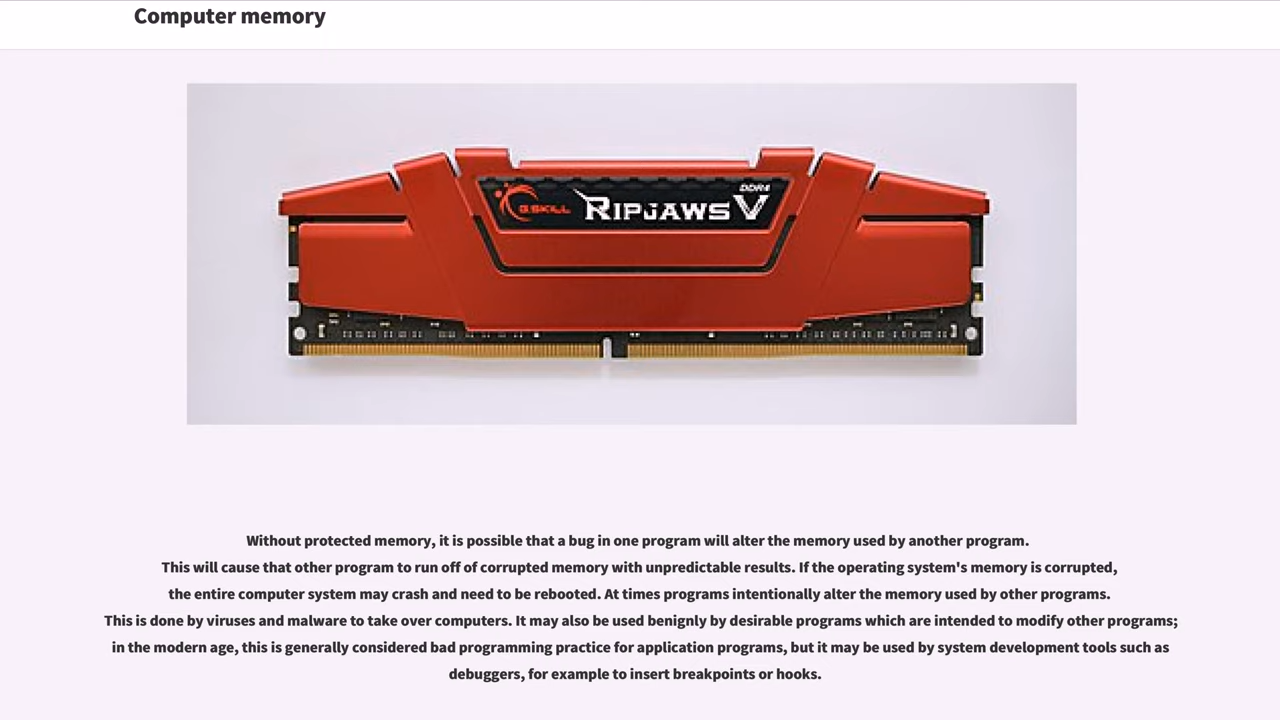 Computer memory
DDR4
G.SKILL RIPJAWS V
Without protected memory, it is possible that a bug in one program will alter the memory used by another program.
This will cause that other program to run off of corrupted memory with unpredictable results. If the operating system's memory is corrupted,
the entire computer system may crash and need to be rebooted. At times programs intentionally alter the memory used by other programs.
This is done by viruses and malware to take over computers. It may also be used benignly by desirable programs which are intended to modify other programs;
in the modern age, this is generally considered bad programming practice for application programs, but it may be used by system development tools such as
debuggers, for example to insert breakpoints or hooks.